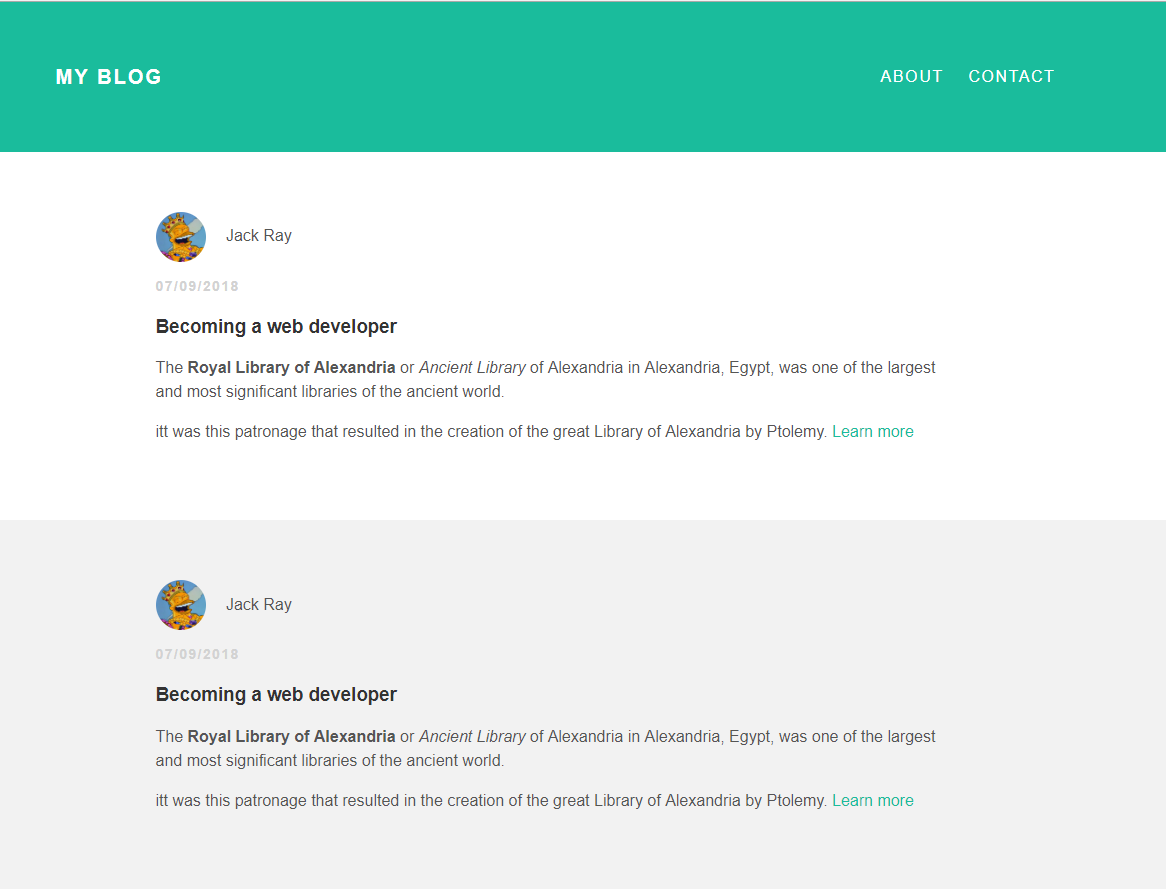 MY BLOG
ABOUT CONTACT
Jack Ray
07/09/2018
Becoming a web developer
The Royal Library of Alexandria or Ancient Library of Alexandria in Alexandria, Egypt, was one of the largest
and most significant libraries of the ancient world.
itt was this patronage that resulted in the creation of the great Library of Alexandria by Ptolemy. Learn more
Jack Ray
07/09/2018
Becoming a web developer
The Royal Library of Alexandria or Ancient Library of Alexandria in Alexandria, Egypt, was one of the largest
and most significant libraries of the ancient world.
itt was this patronage that resulted in the creation of the great Library of Alexandria by Ptolemy. Learn more